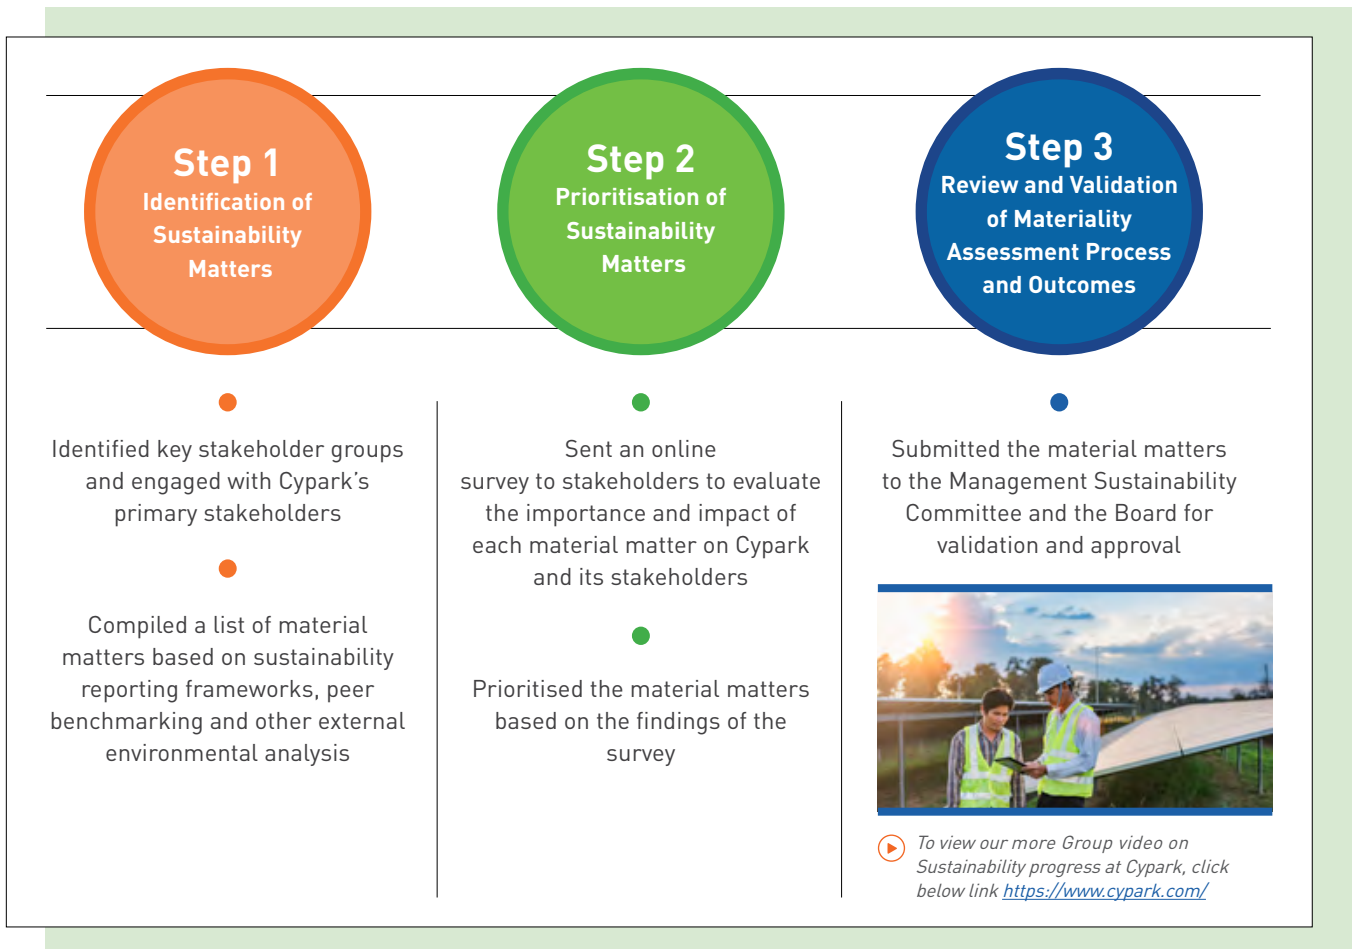 Step 1
Identification of
Sustainability
Matters
Identified key stakeholder groups
and engaged with Cypark's
primary stakeholders
Compiled a list of material
matters based on sustainability
reporting frameworks, peer
benchmarking and other external
environmental analysis
Step 2
Prioritisation of
Sustainability
Matters
Sent an online
survey to stakeholders to evaluate
the importance and impact of
each material matter on Cypark
and its stakeholders
Prioritised the material matters
based on the findings of the
survey
Step 3
Review and Validation
of Materiality
Assessment Process
and Outcomes
Submitted the material matters
to the Management Sustainability
Committee and the Board for
validation and approval
To view our more Group video on
Sustainability progress at Cypark, click
below link https://www.cypark.com/